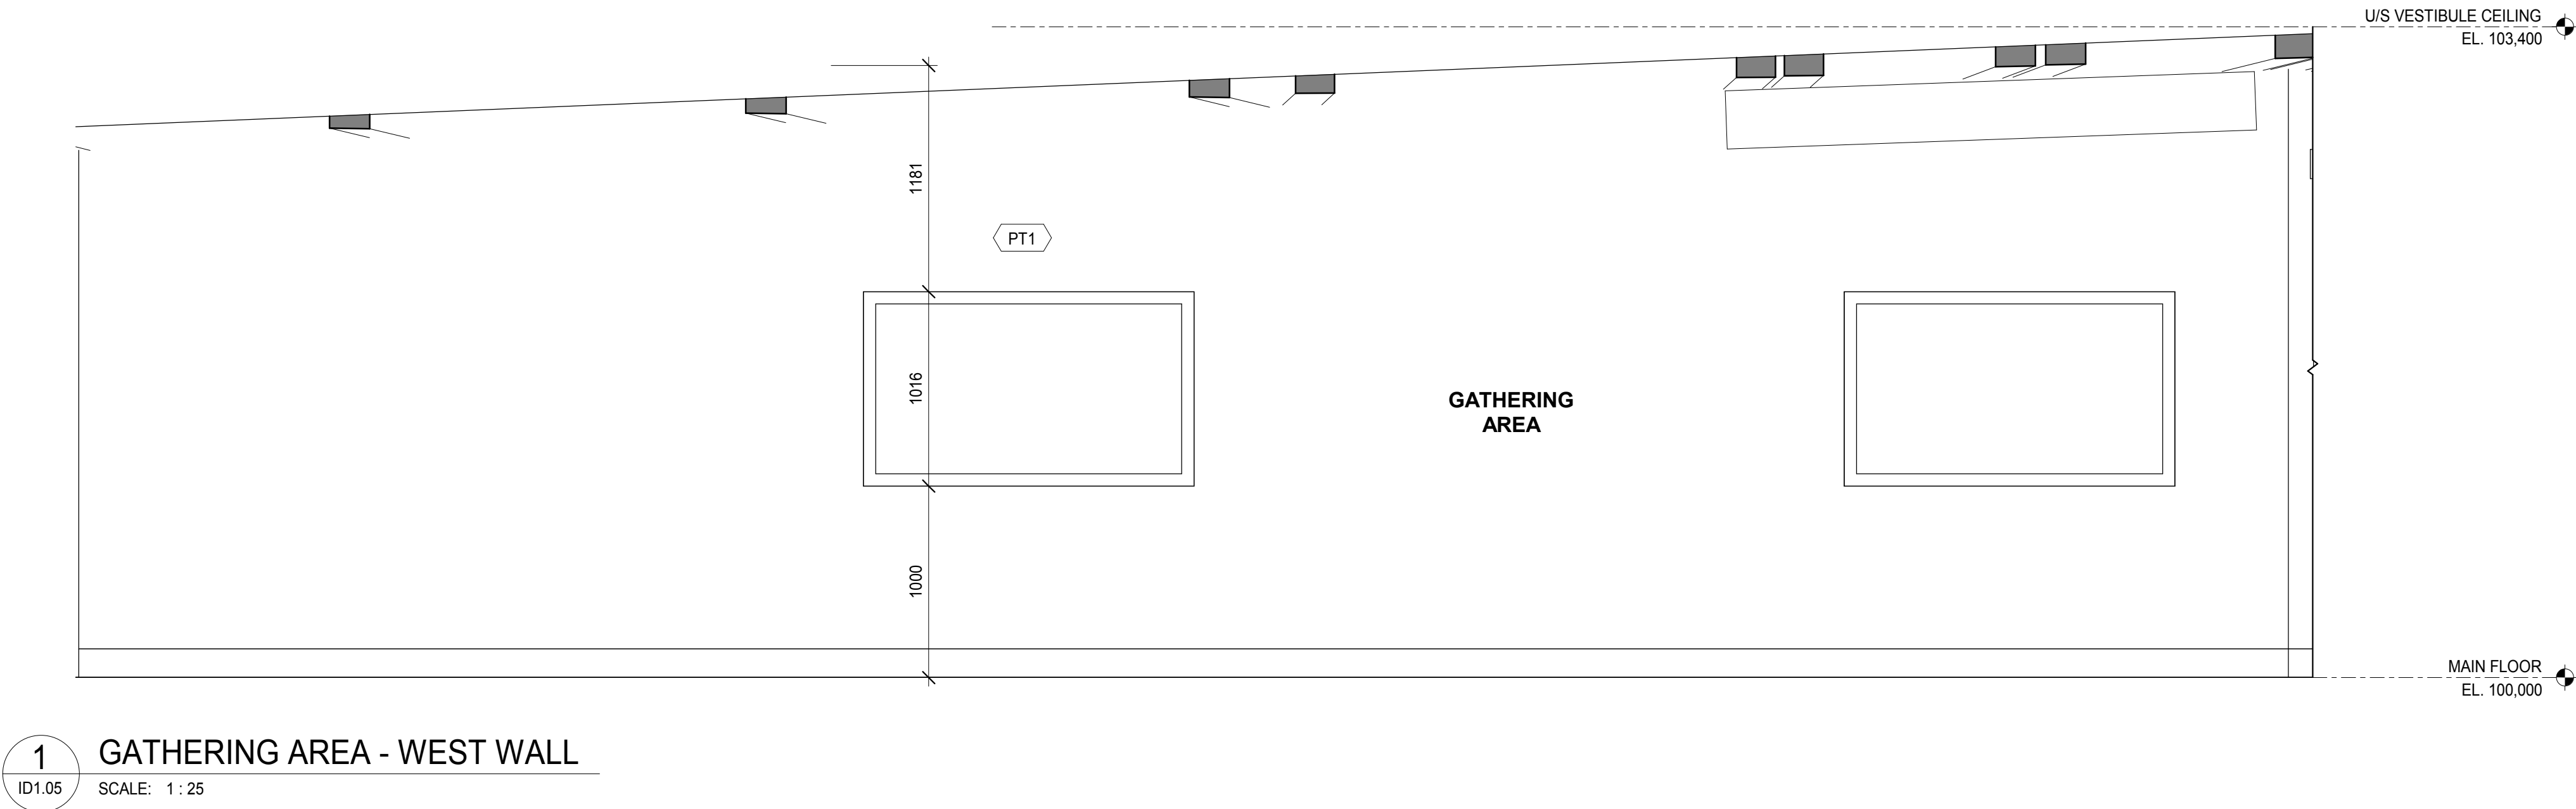 U/S VESTIBULE CEILING
EL. 103,400
1181
PT1
1016
GATHERING
AREA
1000
MAIN FLOOR
EL. 100,000
1
ID1.05
GATHERING AREA - WEST WALL
SCALE: 1 : 25